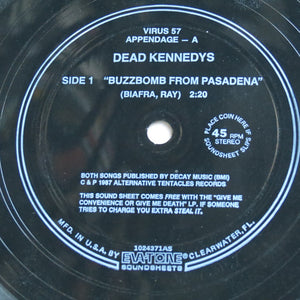 VIRUS 57
APPENDAGE – A
DEAD KENNEDYS
SIDE 1 "BUZZBOMB FROM PASADENA"
(BIAFRA, RAY) 2:20
PLACE COIN HERE IF
SOUNDSHEET SLIPS
45 RPM
STEREO
BOTH SONGS PUBLISHED BY DECAY MUSIC (BMI)
C & P 1987 ALTERNATIVE TENTACLES RECORDS
THIS SOUND SHEET COMES FREE WITH THE "GIVE ME
CONVENIENCE OR GIVE ME DEATH" LP. IF SOMEONE
TRIES TO CHARGE YOU EXTRA STEAL IT.
1024371AS
MFG. IN U.S.A. BY EVA-TONE CLEARWATER, FL.
SOUNDSHEETS